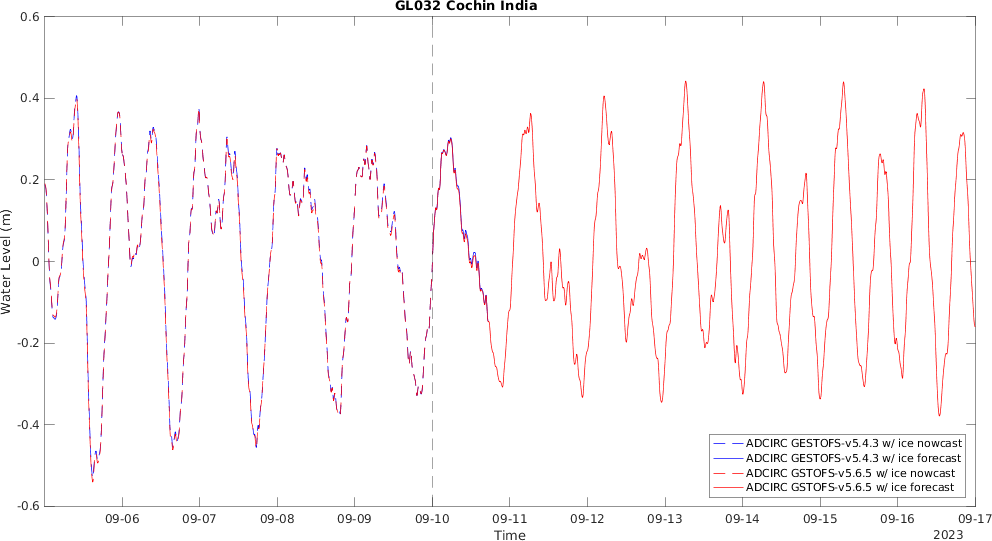 GL032 Cochin India
0.6
0.4
0.2
0
-0.2
-0.4
-0.6
Water Level (m)
09-06
09-07
09-08
09-09
09-10
09-11
09-12
09-13
09-14
09-15
09-16
09-17
Time
2023
ADCIRC GESTOFS-v5.4.3 w/ ice nowcast
ADCIRC GESTOFS-v5.4.3 w/ ice forecast
ADCIRC GSTOFS-v5.6.5 w/ ice nowcast
ADCIRC GSTOFS-v5.6.5 w/ ice forecast